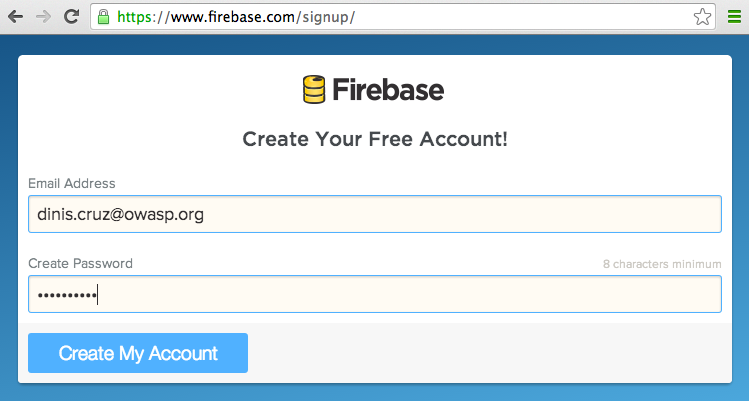 https://www.firebase.com/signup/
Firebase
Create Your Free Account!
Email Address
dinis.cruz@owasp.org
Create Password 8 characters minimum
••••••••••
Create My Account